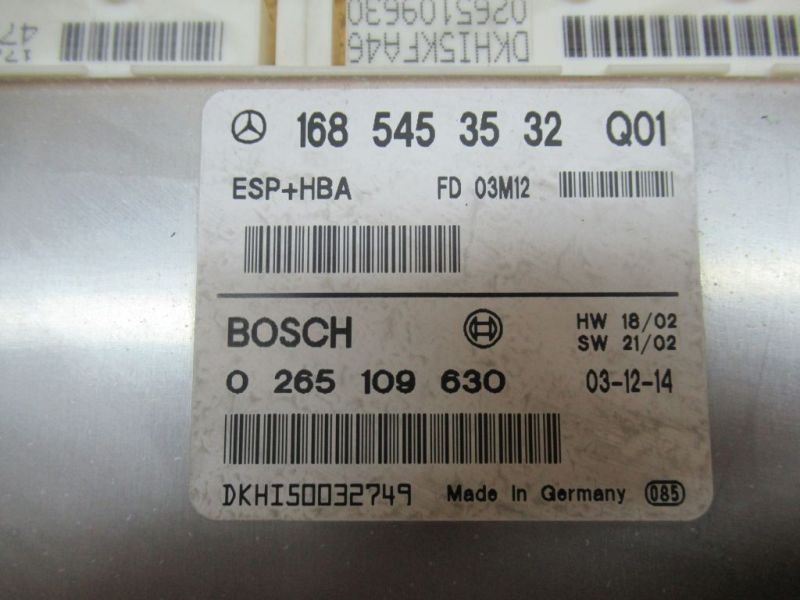 DKHI5KFA46
0265109630
168 545 35 32 Q01
ESP+HBA FD 03M12
BOSCH
HW 18/02
SW 21/02
0 265 109 630 03-12-14
DKHI50032749 Made In Germany 085